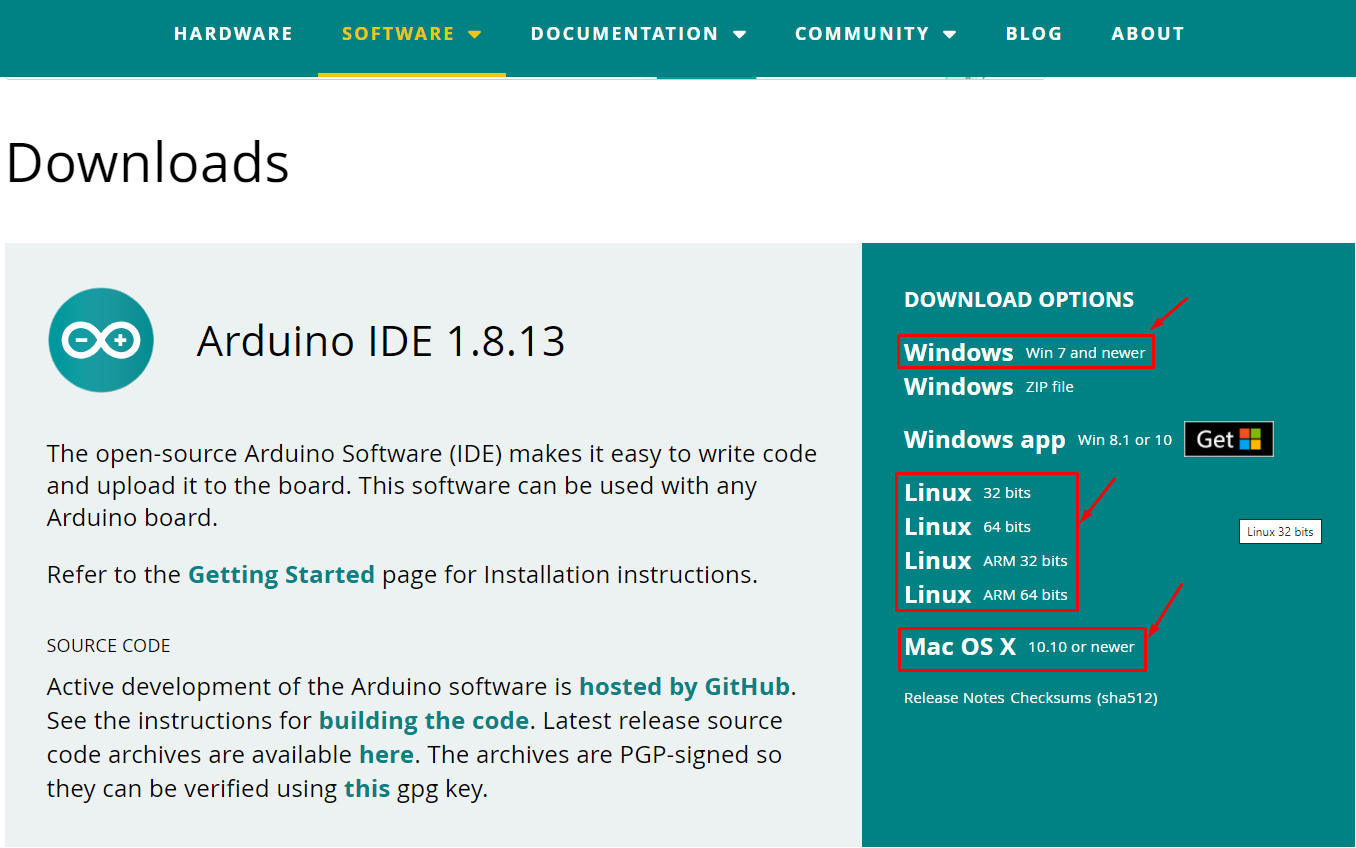 HARDWARE SOFTWARE DOCUMENTATION COMMUNITY BLOG ABOUT
Downloads
Arduino IDE 1.8.13
The open-source Arduino Software (IDE) makes it easy to write code
and upload it to the board. This software can be used with any
Arduino board.
Refer to the Getting Started page for Installation instructions.
SOURCE CODE
Active development of the Arduino software is hosted by GitHub.
See the instructions for building the code. Latest release source
code archives are available here. The archives are PGP-signed so
they can be verified using this gpg key.
DOWNLOAD OPTIONS
Windows Win 7 and newer
Windows ZIP file
Windows app Win 8.1 or 10 Get
Linux 32 bits
Linux 64 bits
Linux 32 bits
Linux ARM 32 bits
Linux ARM 64 bits
Mac OS X 10.10 or newer
Release Notes Checksums (sha512)